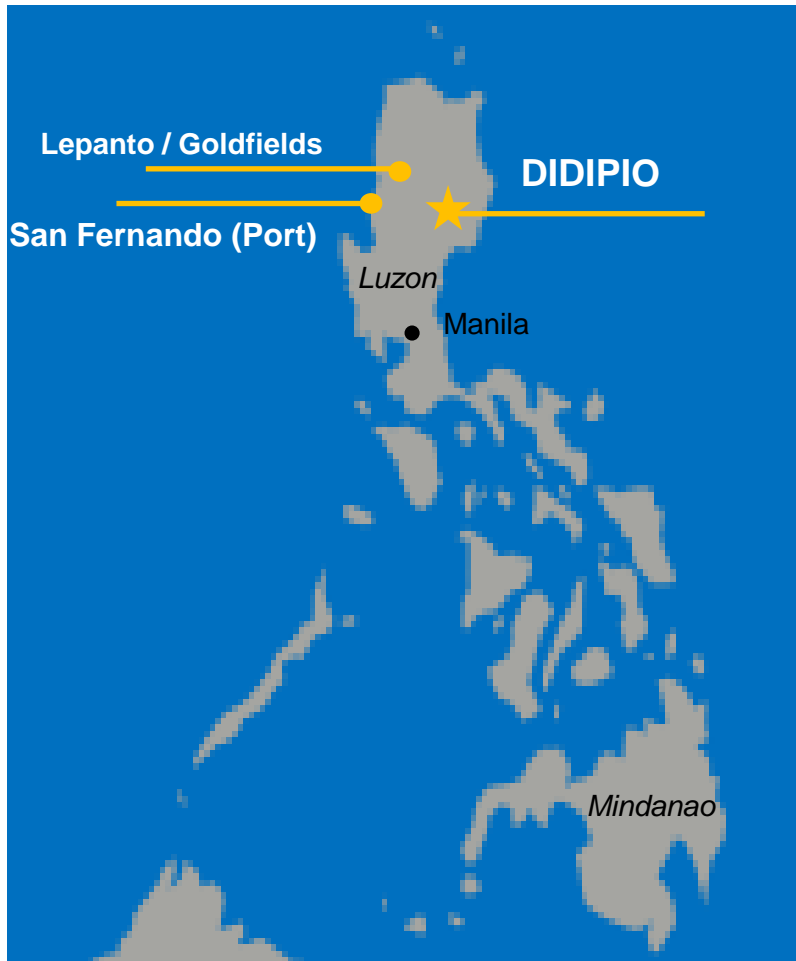 Lepanto / Goldfields
DIDIPIO
San Fernando (Port)
Luzon
Manila
Mindanao